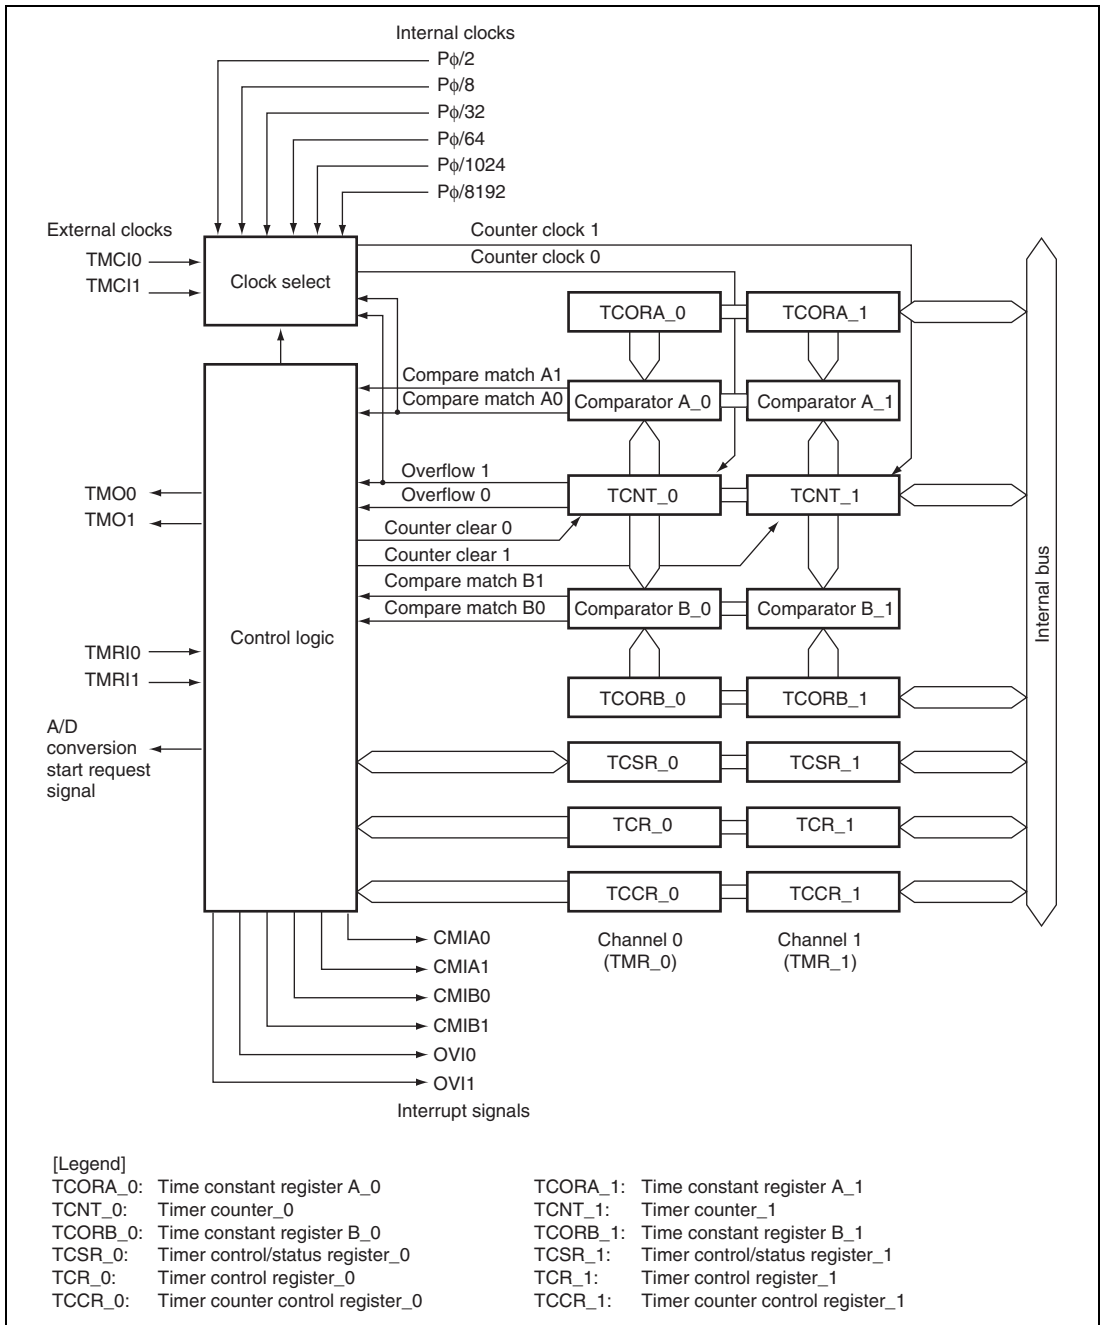 Internal clocks
Pϕ/2
Pϕ/8
Pϕ/32
Pϕ/64
Pϕ/1024
Pϕ/8192
External clocks
TMCI0
TMCI1
Clock select
Counter clock 1
Counter clock 0
TCORA_0
TCORA_1
Compare match A1
Compare match A0
Comparator A_0
Comparator A_1
Overflow 1
Overflow 0
TCNT_0
TCNT_1
TMO0
TMO1
Counter clear 0
Counter clear 1
Compare match B1
Compare match B0
Comparator B_0
Comparator B_1
Internal bus
Control logic
TMRI0
TMRI1
TCORB_0
TCORB_1
A/D
conversion
start request
signal
TCSR_0
TCSR_1
TCR_0
TCR_1
TCCR_0
TCCR_1
CMIA0
CMIA1
CMIB0
CMIB1
OVI0
OVI1
Interrupt signals
Channel 0
(TMR_0)
Channel 1
(TMR_1)
[Legend]
TCORA_0: Time constant register A_0
TCNT_0: Timer counter_0
TCORB_0: Time constant register B_0
TCSR_0: Timer control/status register_0
TCR_0: Timer control register_0
TCCR_0: Timer counter control register_0
TCORA_1: Time constant register A_1
TCNT_1: Timer counter_1
TCORB_1: Time constant register B_1
TCSR_1: Timer control/status register_1
TCR_1: Timer control register_1
TCCR_1: Timer counter control register_1